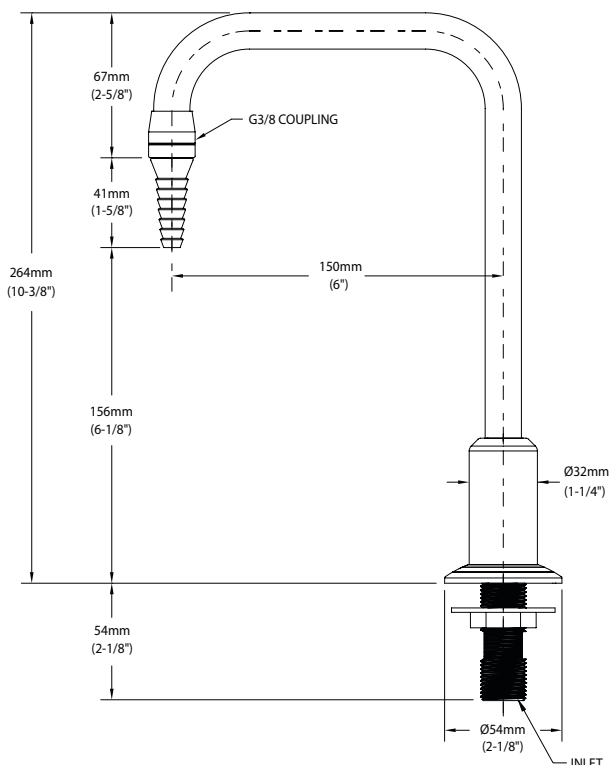 67mm
(2-5/8")
G3/8 COUPLING
41mm
(1-5/8")
264mm
(10-3/8")
150mm
(6")
156mm
(6-1/8")
Ø32mm
(1-1/4")
54mm
(2-1/8")
Ø54mm
(2-1/8")
INLET